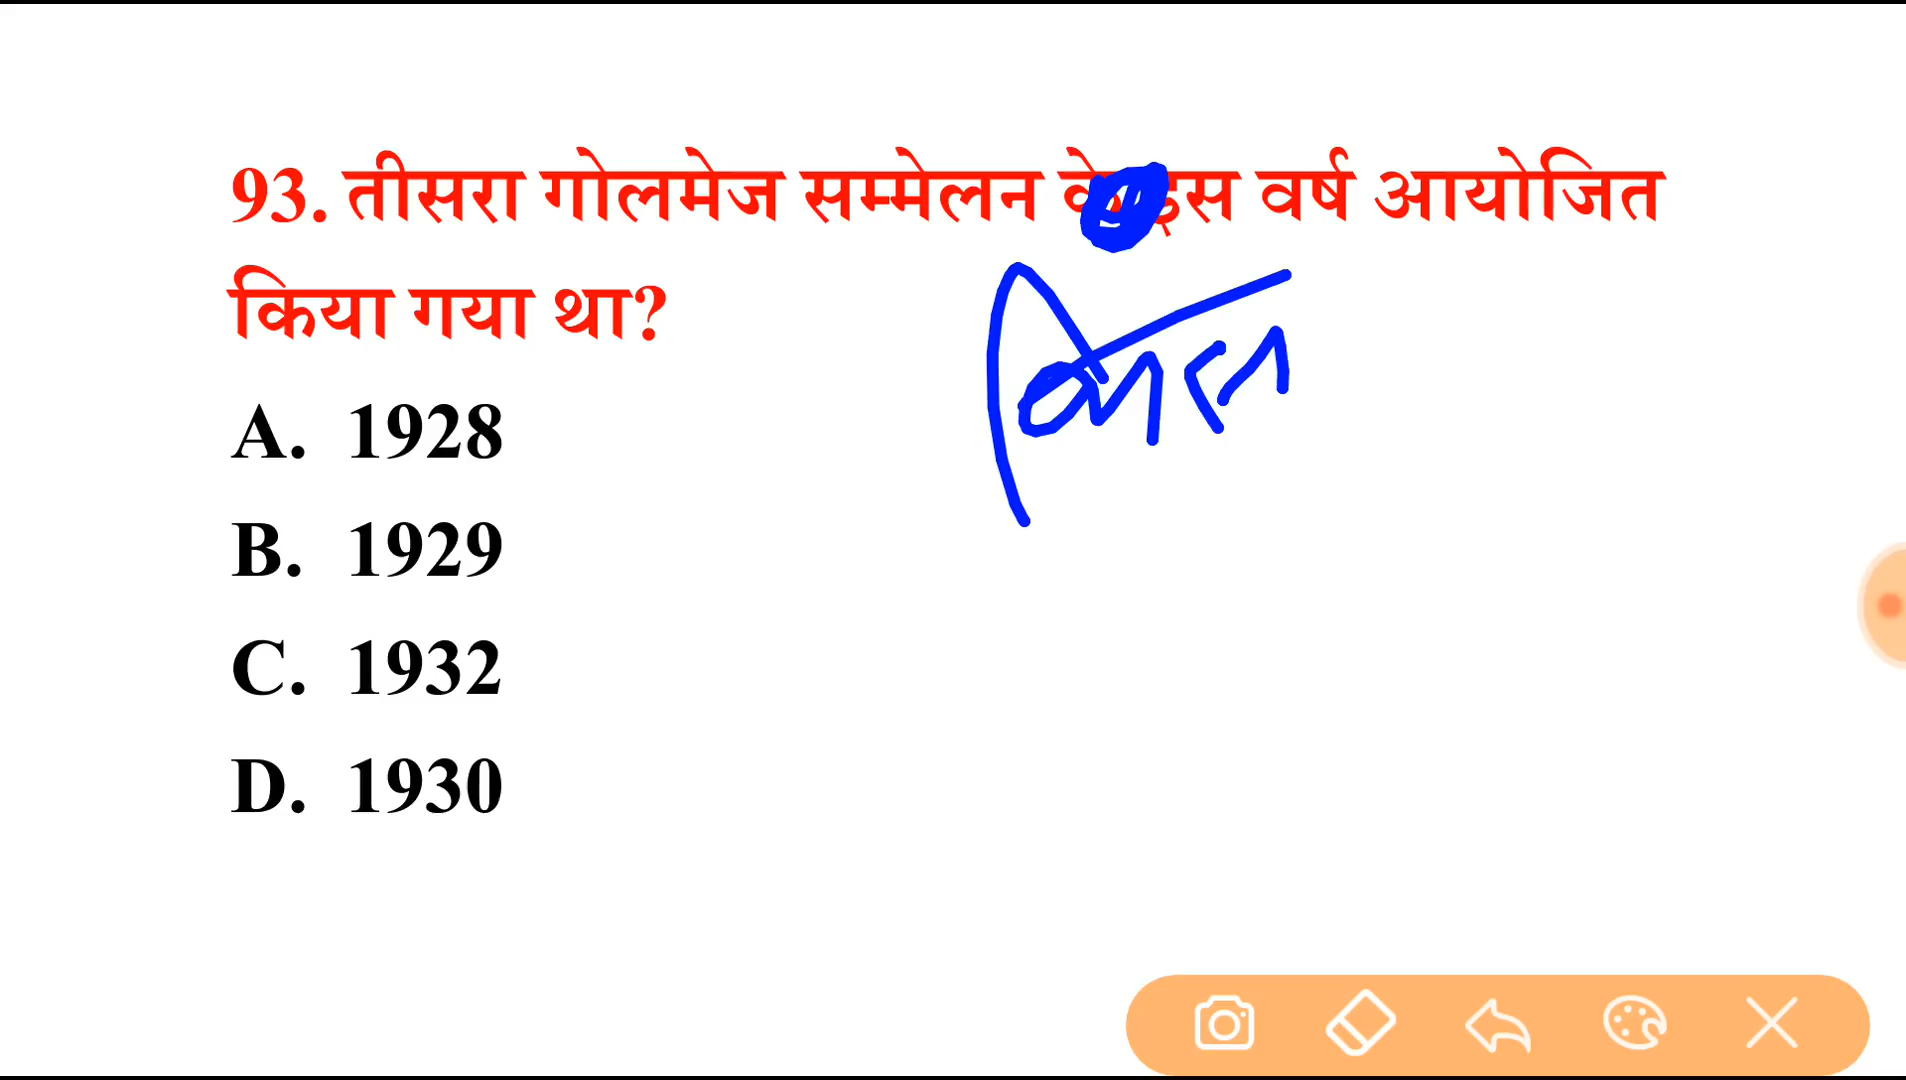 93. तीसरा गोलमेज सम्मेलन के इस वर्ष आयोजित
किया गया था?
किस
A. 1928
B. 1929
C. 1932
D. 1930